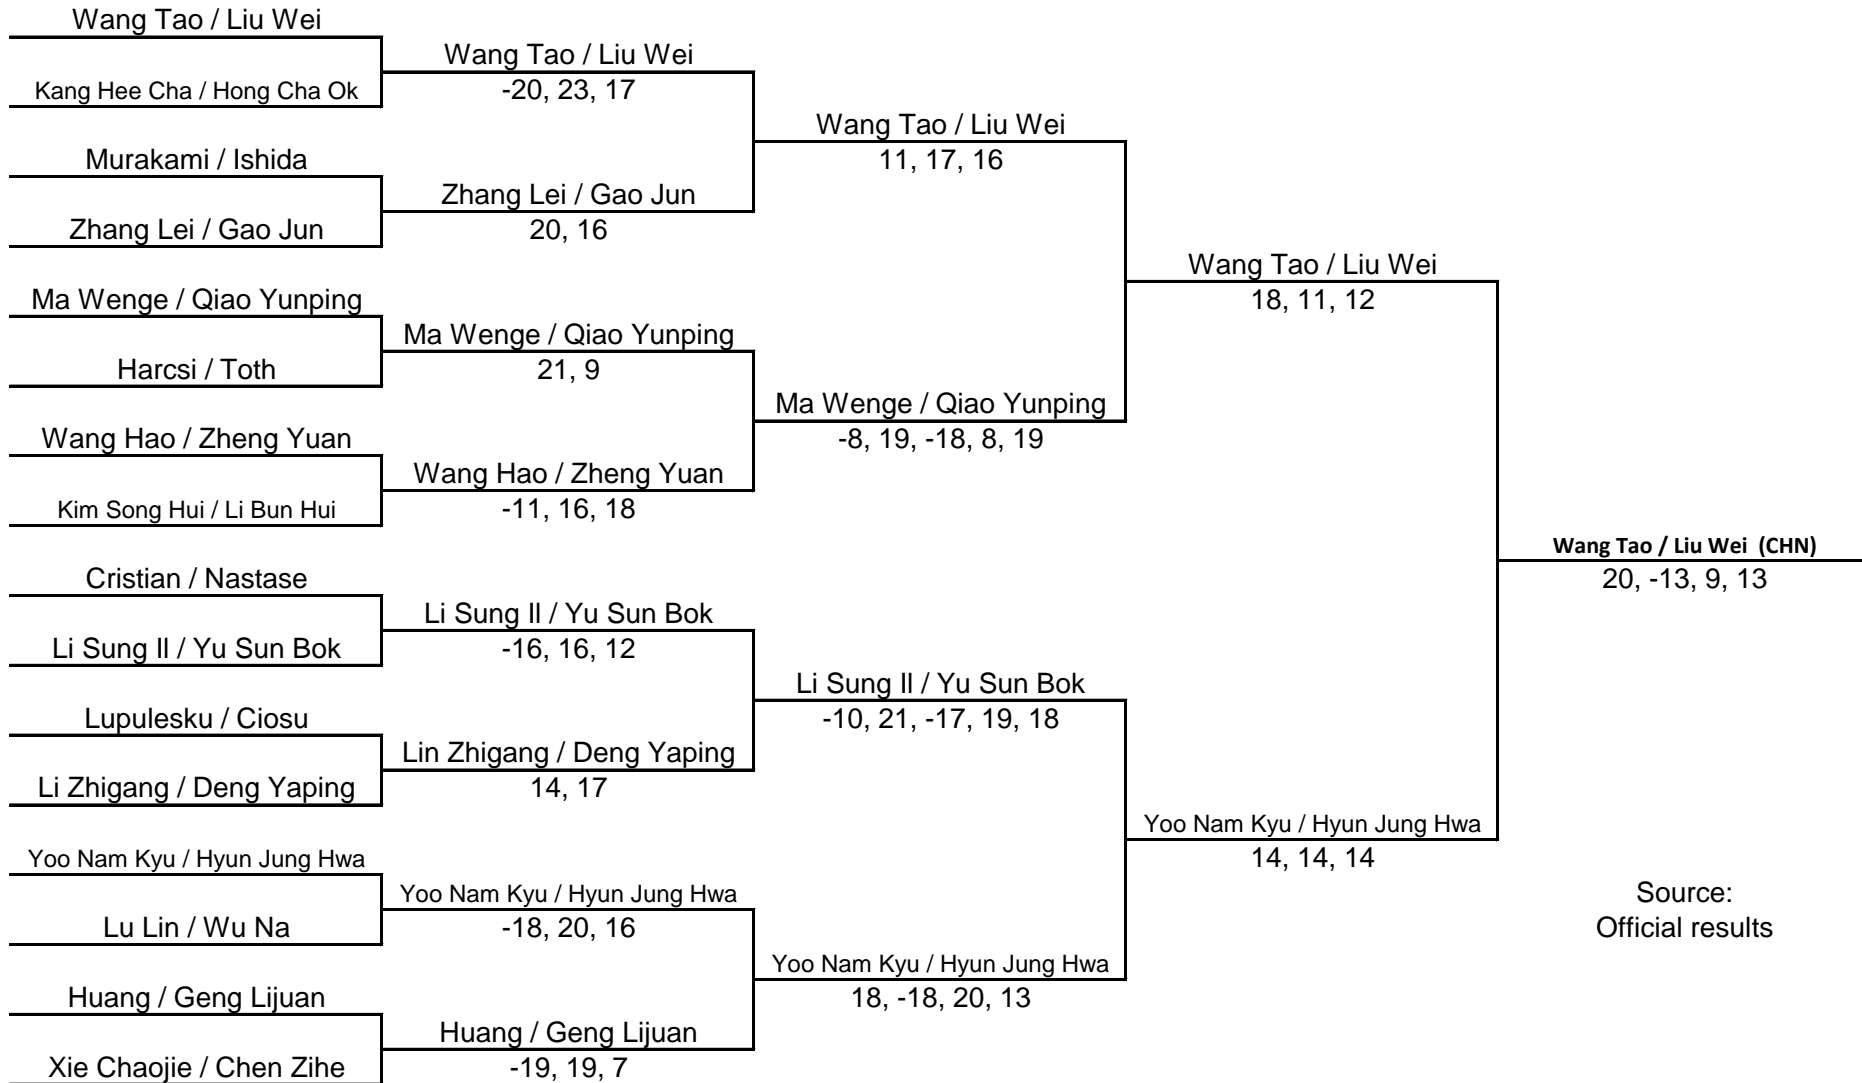 Wang Tao / Liu Wei
Kang Hee Cha / Hong Cha Ok
Murakami / Ishida
Zhang Lei / Gao Jun
Ma Wenge / Qiao Yunping
Harcsi / Toth
Wang Hao / Zheng Yuan
Kim Song Hui / Li Bun Hui
Cristian / Nastase
Li Sung Il / Yu Sun Bok
Lupulesku / Ciosu
Li Zhigang / Deng Yaping
Yoo Nam Kyu / Hyun Jung Hwa
Lu Lin / Wu Na
Huang / Geng Lijuan
Xie Chaojie / Chen Zihe
Wang Tao / Liu Wei
-20, 23, 17
Zhang Lei / Gao Jun
20, 16
Ma Wenge / Qiao Yunping
21, 9
Wang Hao / Zheng Yuan
-11, 16, 18
Li Sung Il / Yu Sun Bok
-16, 16, 12
Lin Zhigang / Deng Yaping
14, 17
Yoo Nam Kyu / Hyun Jung Hwa
-18, 20, 16
Huang / Geng Lijuan
-19, 19, 7
Wang Tao / Liu Wei
11, 17, 16
Ma Wenge / Qiao Yunping
-8, 19, -18, 8, 19
Li Sung Il / Yu Sun Bok
-10, 21, -17, 19, 18
Yoo Nam Kyu / Hyun Jung Hwa
18, -18, 20, 13
Wang Tao / Liu Wei
18, 11, 12
Yoo Nam Kyu / Hyun Jung Hwa
14, 14, 14
Wang Tao / Liu Wei (CHN)
20, -13, 9, 13
Source:
Official results